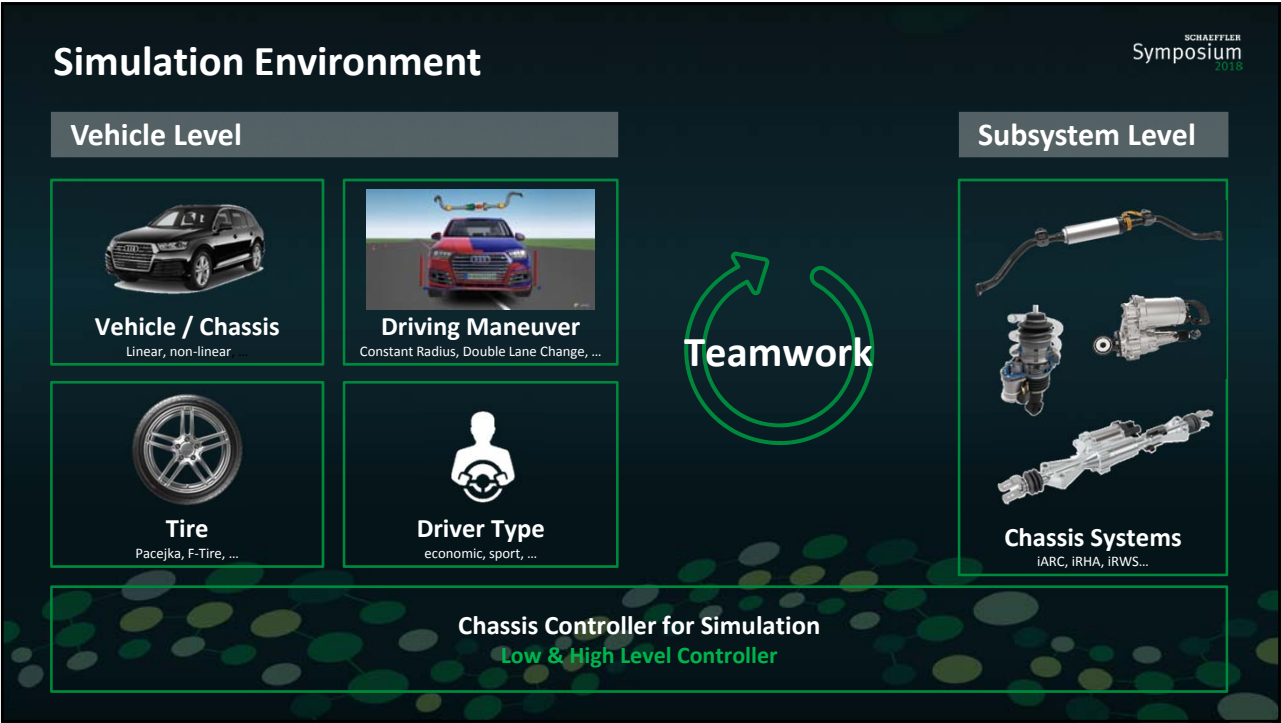 Simulation Environment
SCHAEFFLER
Symposium
2018
Vehicle Level
Subsystem Level
Vehicle / Chassis
Linear, non-linear, ...
Driving Maneuver
Constant Radius, Double Lane Change, ...
Teamwork
Tire
Pacejka, F-Tire, ...
Driver Type
economic, sport, ...
Chassis Systems
iARC, iRHA, iRWS...
Chassis Controller for Simulation
Low & High Level Controller